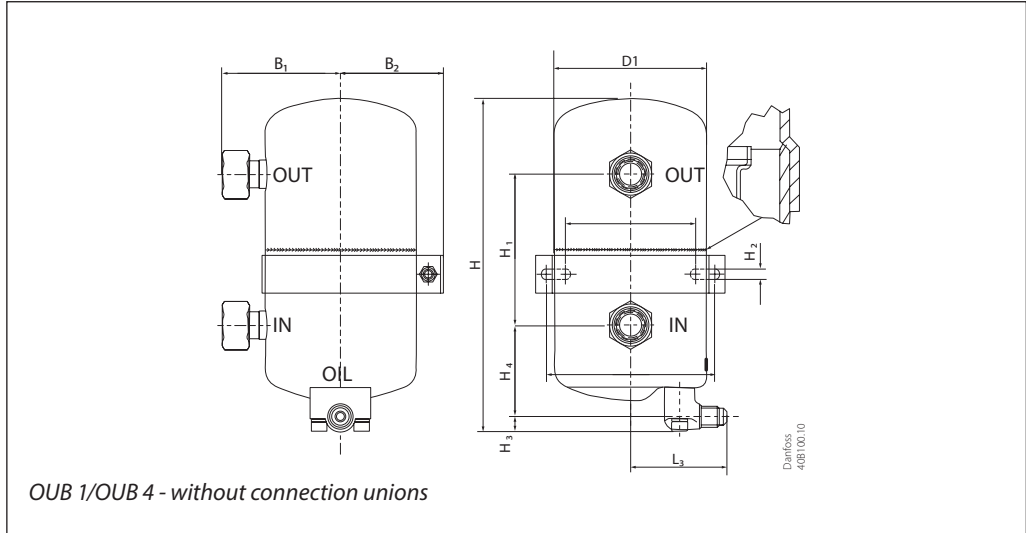 B₁
B₂
D1
OUT
OUT
H
H₁
H₂
IN
IN
H₄
OIL
H₃
L₃
Danfoss
40B100.10
OUB 1/OUB 4 - without connection unions